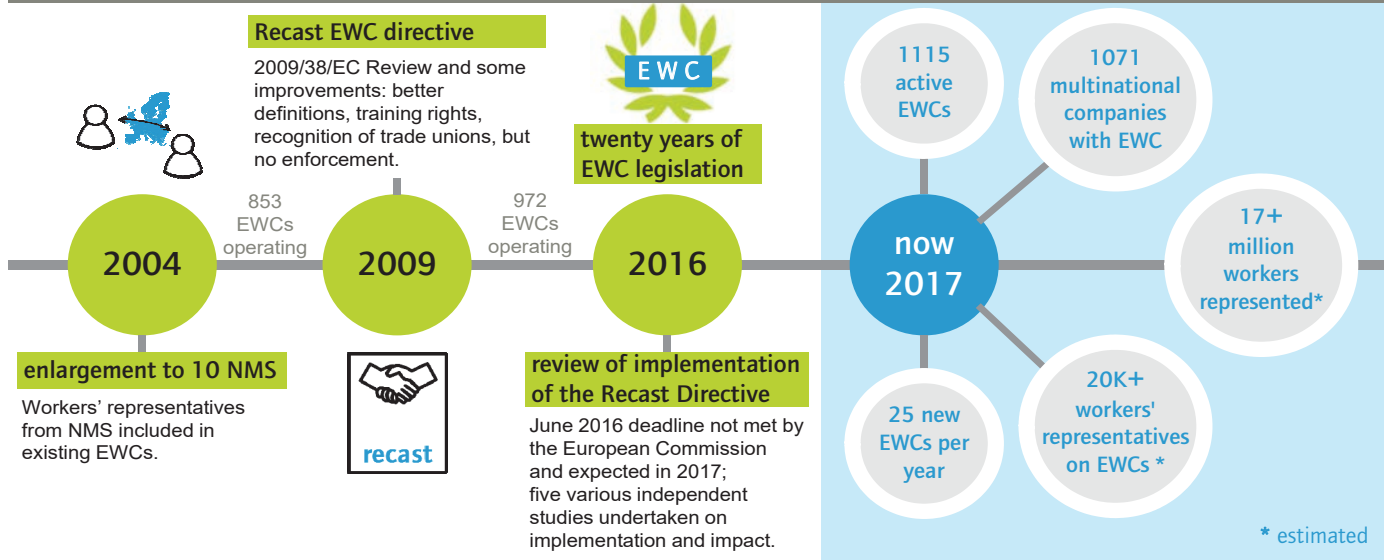 Recast EWC directive
2009/38/EC Review and some
improvements: better
definitions, training rights,
recognition of trade unions, but
no enforcement.
E W C
twenty years of
EWC legislation
2004
853
EWCs
operating
2009
972
EWCs
operating
2016
enlargement to 10 NMS
Workers' representatives
from NMS included in
existing EWCs.
recast
review of implementation
of the Recast Directive
June 2016 deadline not met by
the European Commission
and expected in 2017;
five various independent
studies undertaken on
implementation and impact.
now
2017
1115
active
EWCs
1071
multinational
companies
with EWC
17+
million
workers
represented*
20K+
workers'
representatives
on EWCs *
25 new
EWCs per
year
* estimated